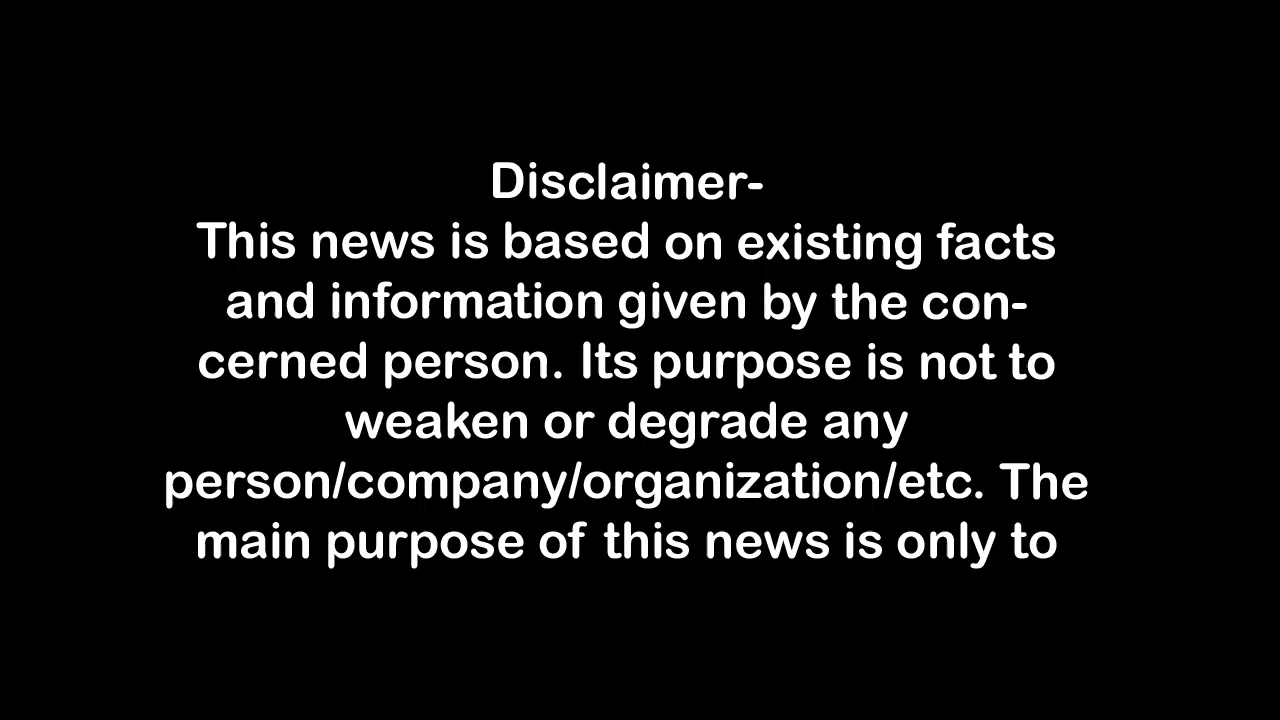 Disclaimer-
This news is based on existing facts
and information given by the con-
cerned person. Its purpose is not to
weaken or degrade any
person/company/organization/etc. The
main purpose of this news is only to